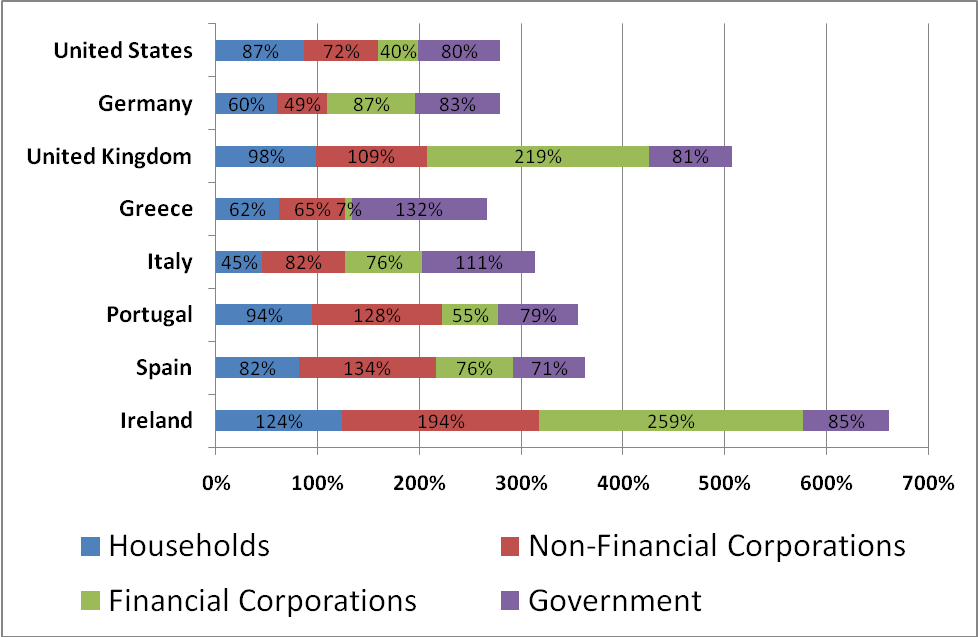 United States 87% 72% 40% 80%
Germany 60% 49% 87% 83%
United Kingdom 98% 109% 219% 81%
Greece 62% 65% 7% 132%
Italy 45% 82% 76% 111%
Portugal 94% 128% 55% 79%
Spain 82% 134% 76% 71%
Ireland 124% 194% 259% 85%
0% 100% 200% 300% 400% 500% 600% 700%
Households Non-Financial Corporations
Financial Corporations Government